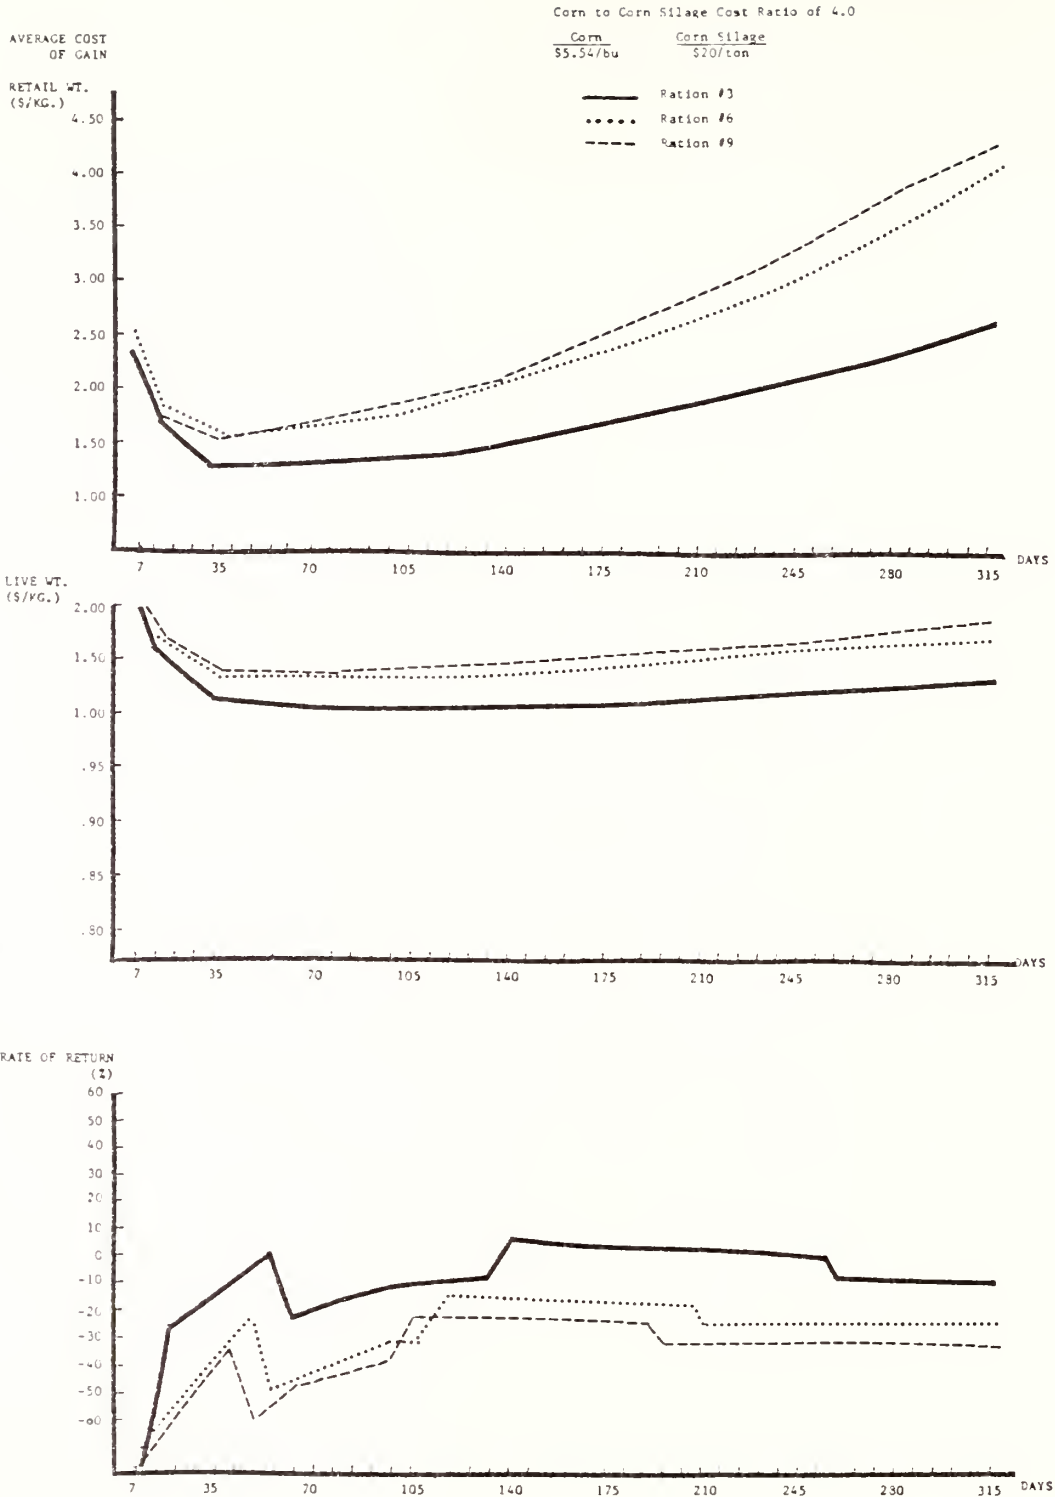 Corn to Corn Silage Cost Ratio of 4.0
Corn Corn Silage
$5.54/bu $20/ton
AVERAGE COST
OF GAIN
RETAIL WT.
($/KG.)
Ration #3
Ration #6
Ration #9
4.50
4.00
3.50
3.00
2.50
2.00
1.50
1.00
7 35 70 105 140 175 210 245 280 315 DAYS
LIVE WT.
($/KG.)
2.00
1.50
1.00
.95
.90
.85
.80
7 35 70 105 140 175 210 245 280 315 DAYS
RATE OF RETURN
(%)
60
50
40
30
20
10
0
-10
-20
-30
-40
-50
-60
7 35 70 105 140 175 210 245 230 315 DAYS